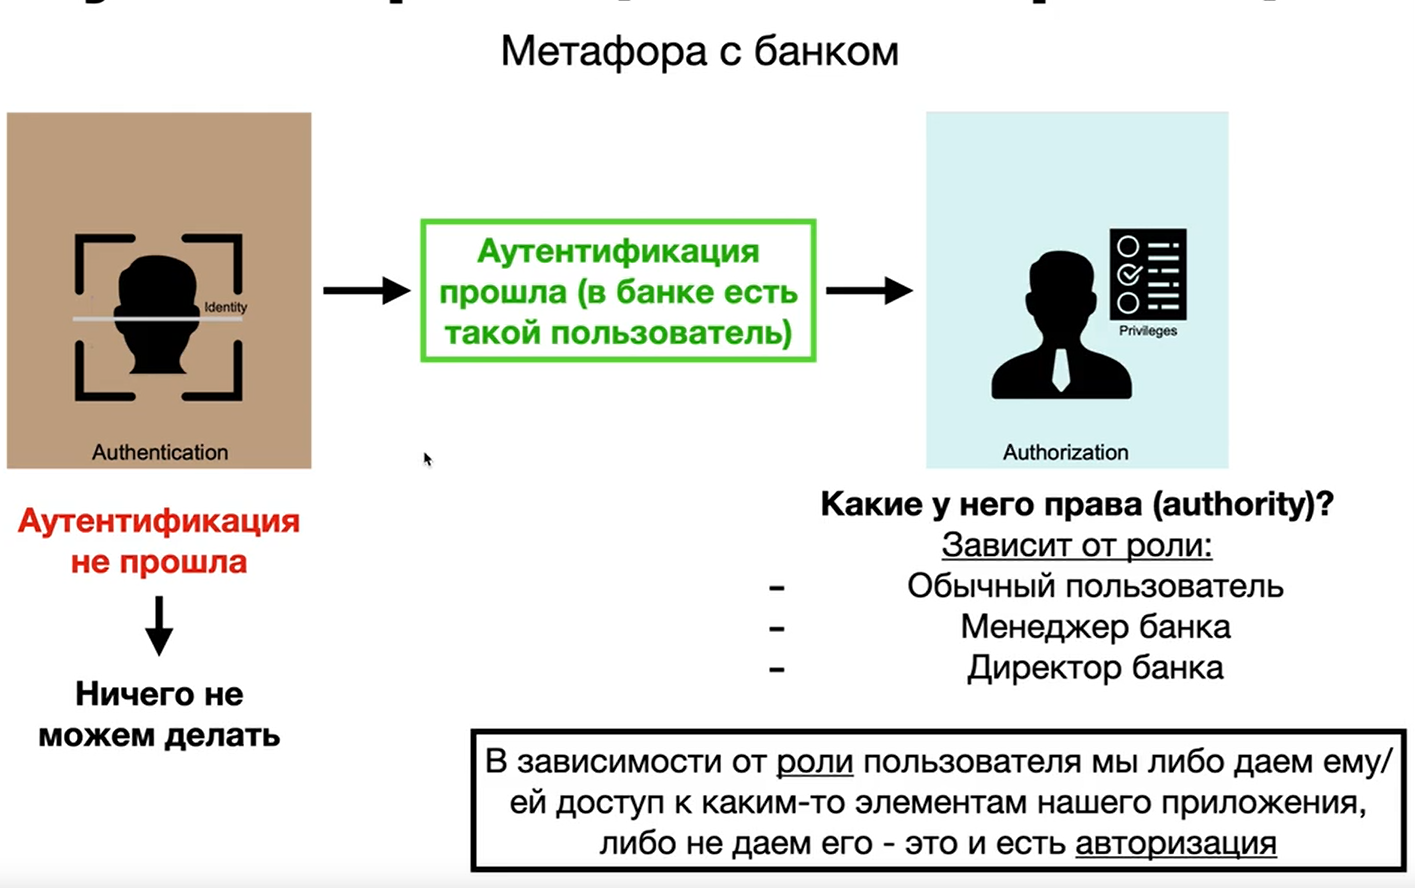 Метафора с банком
Identity
Authentication
Аутентификация
прошла (в банке есть
такой пользователь)
Privileges
Authorization
Аутентификация
не прошла
Ничего не
можем делать
Какие у него права (authority)?
Зависит от роли:
- Обычный пользователь
- Менеджер банка
- Директор банка
В зависимости от роли пользователя мы либо даем ему/
ей доступ к каким-то элементам нашего приложения,
либо не даем его - это и есть авторизация